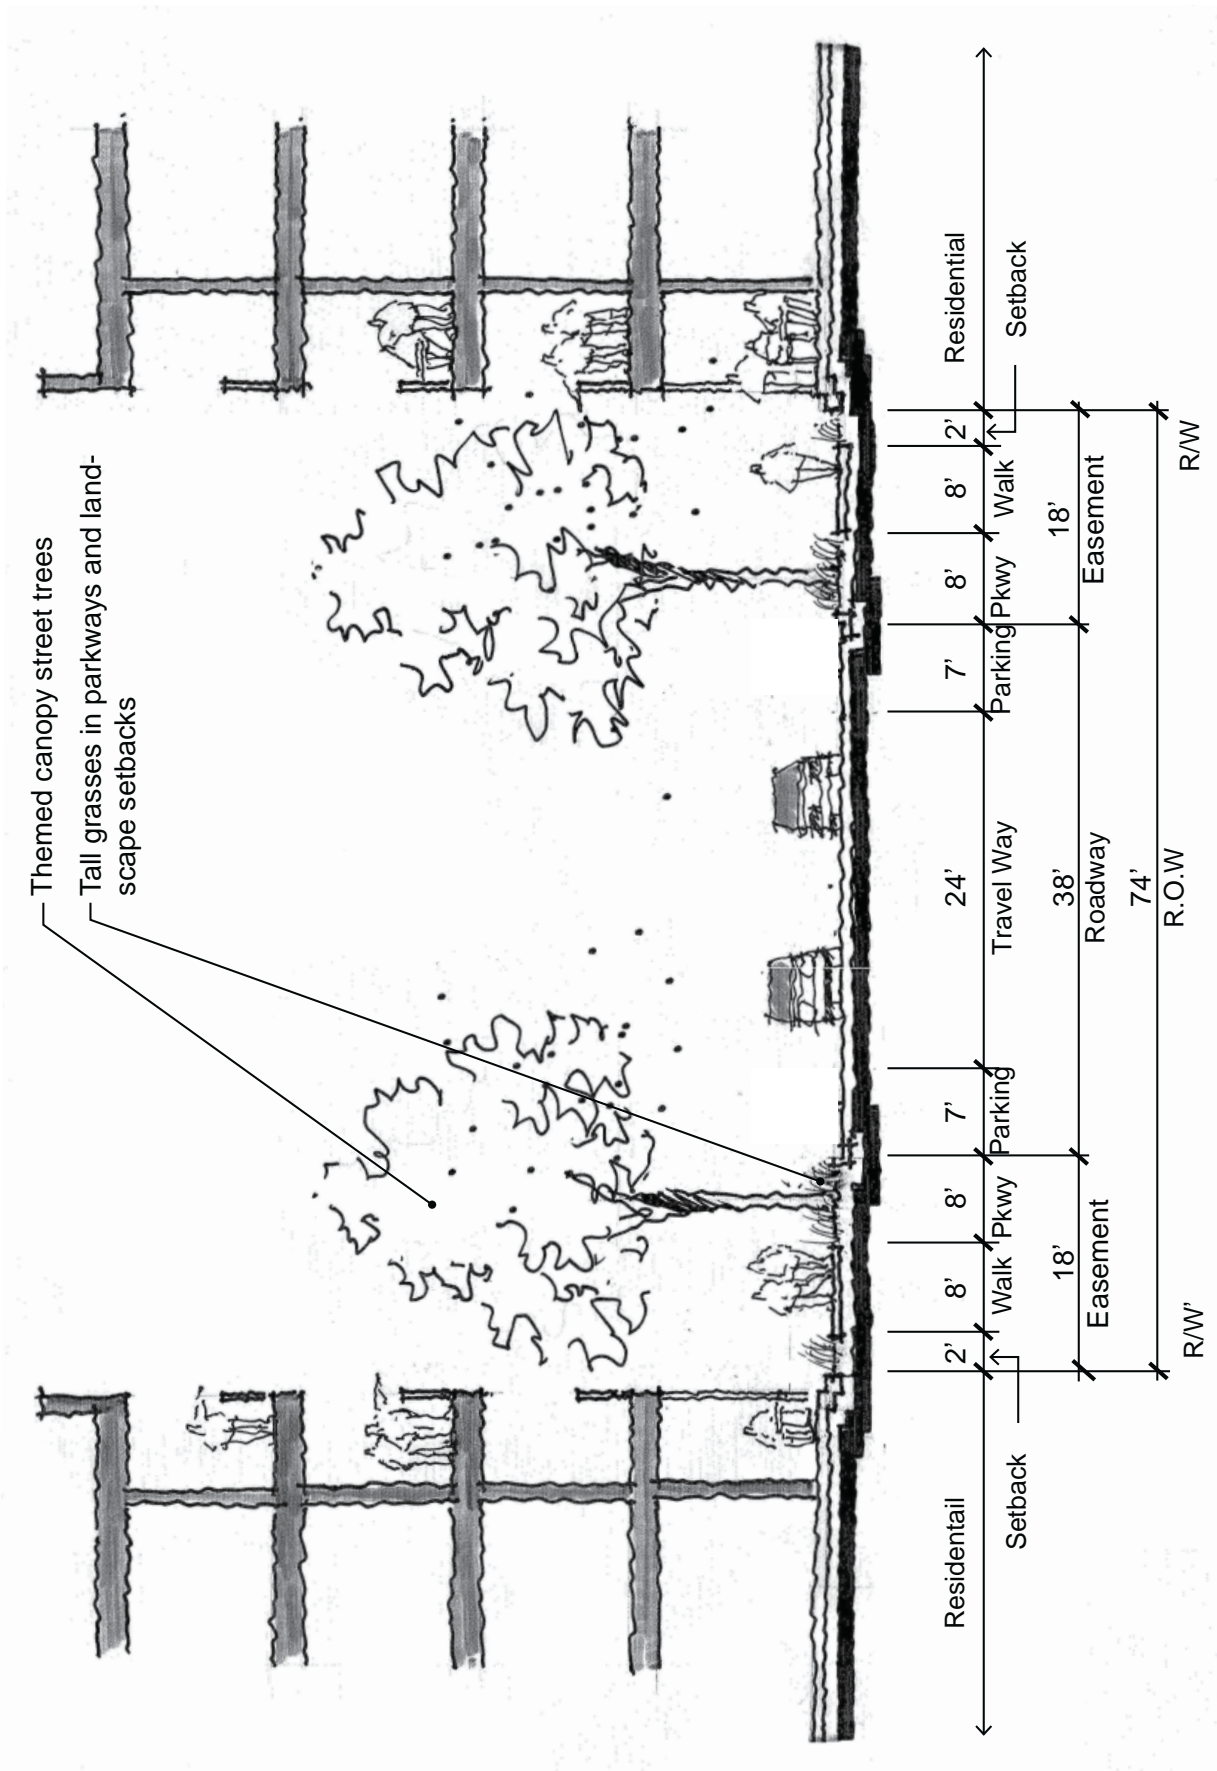 Themed canopy street trees
Tall grasses in parkways and land-
scape setbacks
Residentail
2’
8’
8’
7’
24’
7’
8’
8’
2’
Residential
Setback
Walk
Pkwy
Parking
Travel Way
Parking
Pkwy
Walk
Setback
18’
38’
18’
Easement
Roadway
Easement
74’
R/W’
R.O.W
R/W